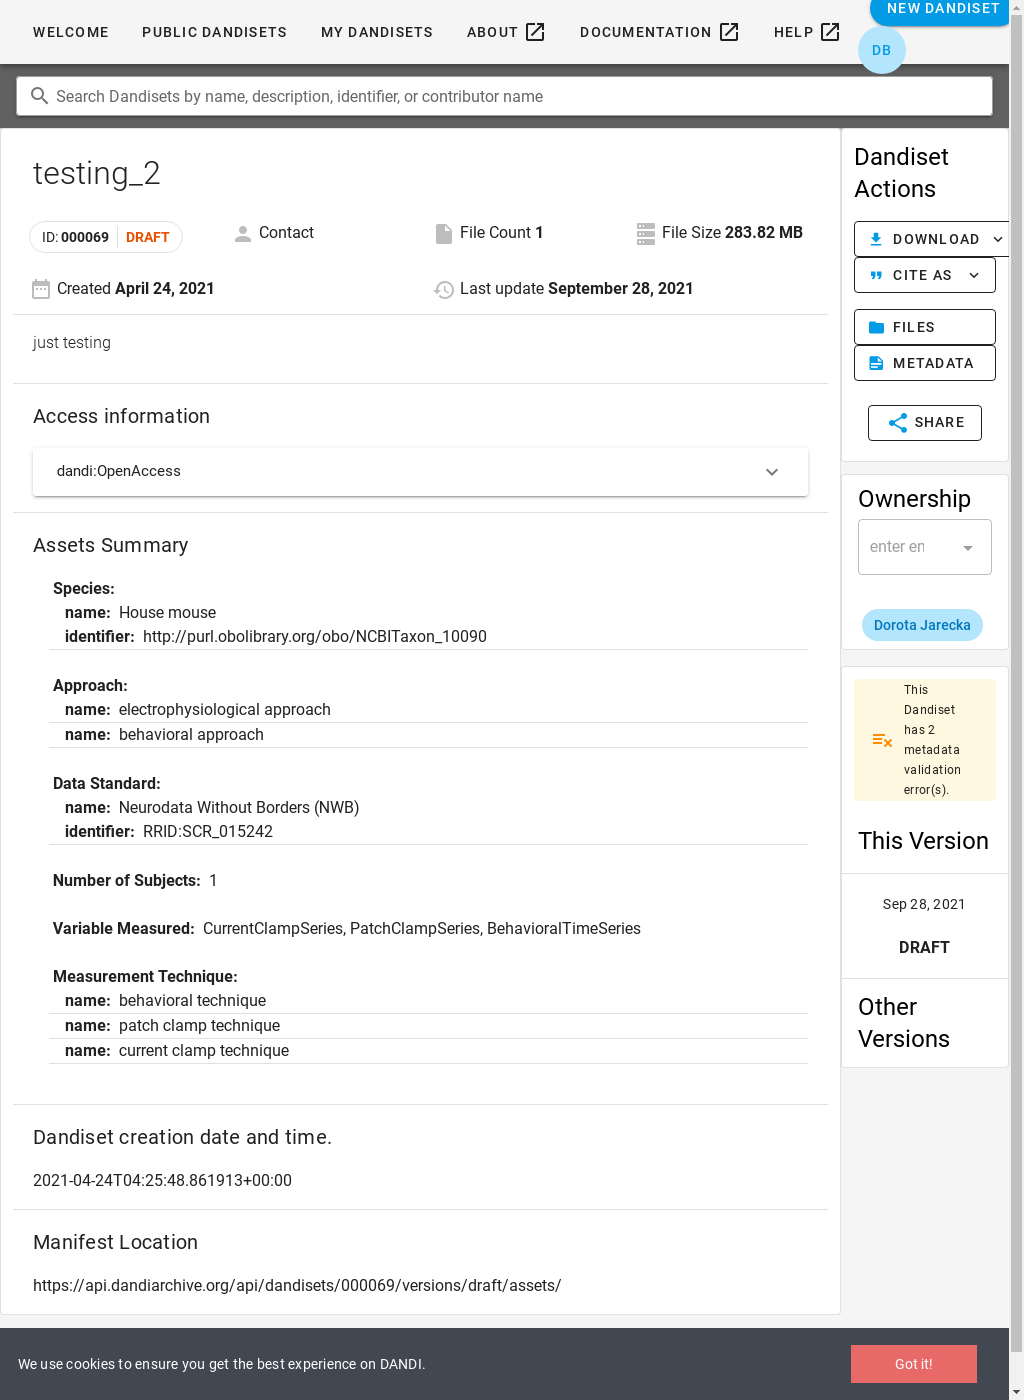 WELCOME PUBLIC DANDISETS MY DANDISETS ABOUT DOCUMENTATION HELP NEW DANDISET
DB
Search Dandisets by name, description, identifier, or contributor name
testing_2
ID: 000069 DRAFT
Contact
File Count 1
File Size 283.82 MB
Created April 24, 2021
Last update September 28, 2021
just testing
Access information
dandi:OpenAccess
Assets Summary
Species:
name: House mouse
identifier: http://purl.obolibrary.org/obo/NCBITaxon_10090
Approach:
name: electrophysiological approach
name: behavioral approach
Data Standard:
name: Neurodata Without Borders (NWB)
identifier: RRID:SCR_015242
Number of Subjects: 1
Variable Measured: CurrentClampSeries, PatchClampSeries, BehavioralTimeSeries
Measurement Technique:
name: behavioral technique
name: patch clamp technique
name: current clamp technique
Dandiset creation date and time.
2021-04-24T04:25:48.861913+00:00
Manifest Location
https://api.dandiarchive.org/api/dandisets/000069/versions/draft/assets/
Dandiset
Actions
DOWNLOAD
CITE AS
FILES
METADATA
SHARE
Ownership
enter en
Dorota Jarecka
This
Dandiset
has 2
metadata
validation
error(s).
This Version
Sep 28, 2021
DRAFT
Other
Versions
We use cookies to ensure you get the best experience on DANDI.
Got it!